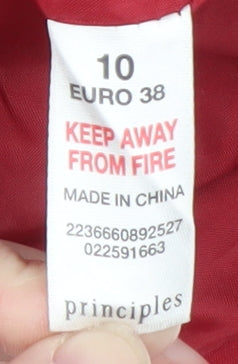 10
EURO 38
KEEP AWAY
FROM FIRE
MADE IN CHINA
2236660892527
022591663
principles